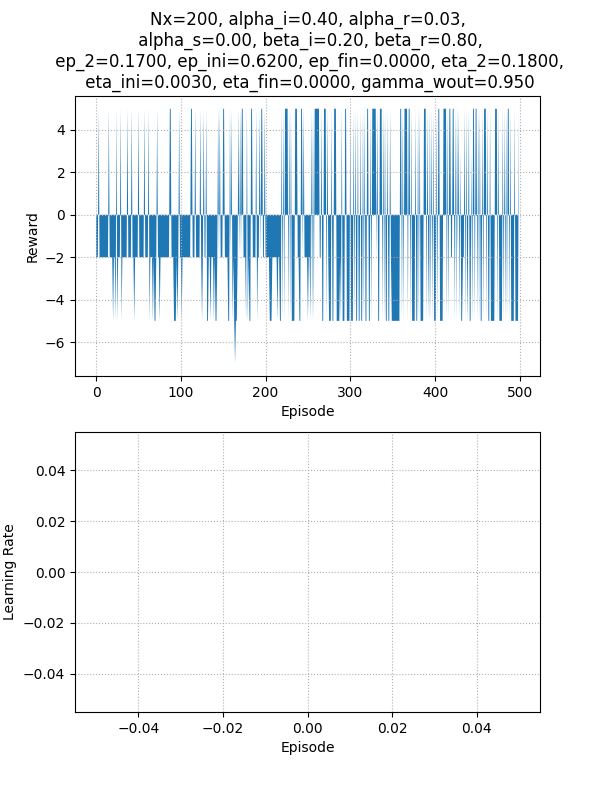 Nx=200, alpha_i=0.40, alpha_r=0.03,
alpha_s=0.00, beta_i=0.20, beta_r=0.80,
ep_2=0.1700, ep_ini=0.6200, ep_fin=0.0000, eta_2=0.1800,
eta_ini=0.0030, eta_fin=0.0000, gamma_wout=0.950
4
2
0
−2
−4
−6
Reward
0 100 200 300 400 500
Episode
0.04
0.02
0.00
−0.02
−0.04
Learning Rate
−0.04 −0.02 0.00 0.02 0.04
Episode